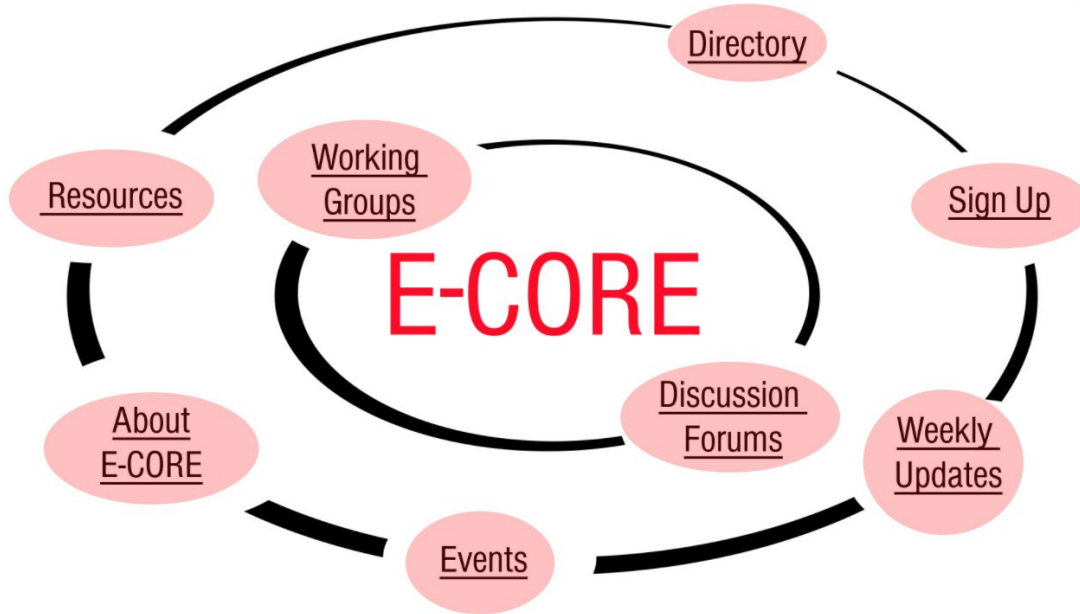 Directory
Working
Groups
Resources
Sign Up
E-CORE
Discussion
Forums
About
E-CORE
Weekly
Updates
Events